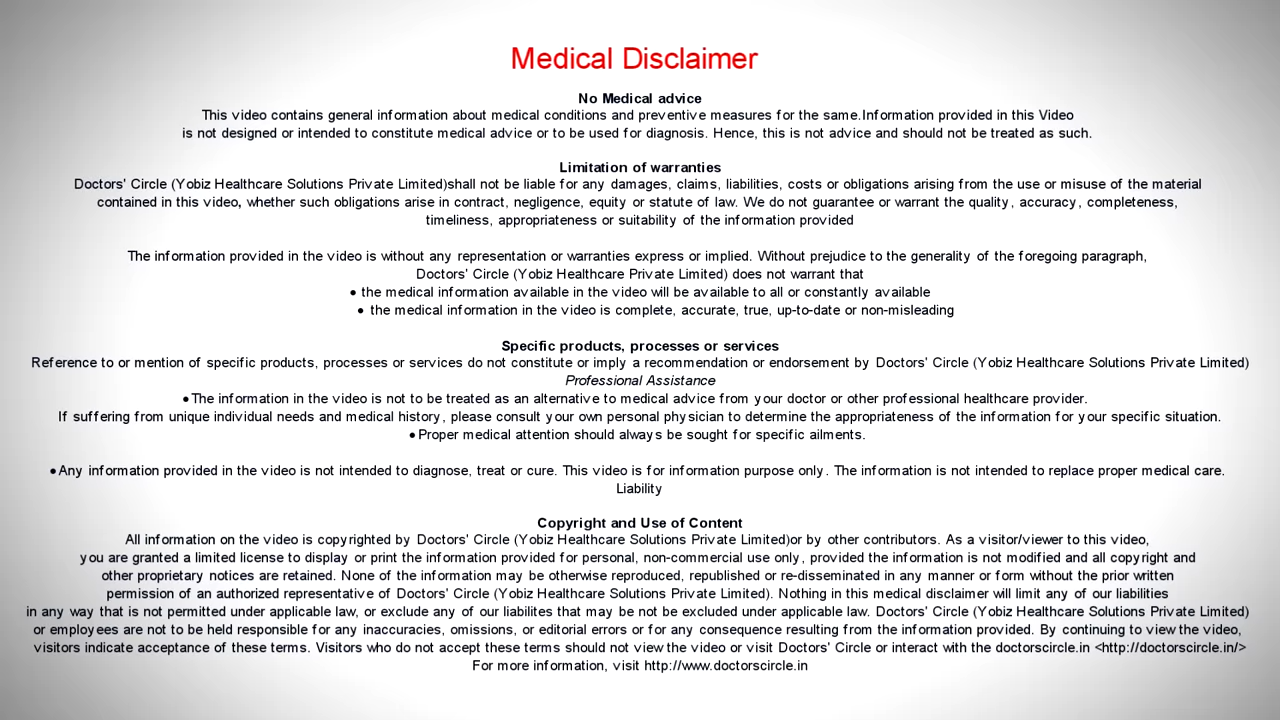 Medical Disclaimer
No Medical advice
This video contains general information about medical conditions and preventive measures for the same.Information provided in this Video
is not designed or intended to constitute medical advice or to be used for diagnosis. Hence, this is not advice and should not be treated as such.
Limitation of warranties
Doctors' Circle (Yobiz Healthcare Solutions Private Limited)shall not be liable for any damages, claims, liabilities, costs or obligations arising from the use or misuse of the material
contained in this video, whether such obligations arise in contract, negligence, equity or statute of law. We do not guarantee or warrant the quality, accuracy, completeness,
timeliness, appropriateness or suitability of the information provided
The information provided in the video is without any representation or warranties express or implied. Without prejudice to the generality of the foregoing paragraph,
Doctors' Circle (Yobiz Healthcare Private Limited) does not warrant that
• the medical information available in the video will be available to all or constantly available
• the medical information in the video is complete, accurate, true, up-to-date or non-misleading
Specific products, processes or services
Reference to or mention of specific products, processes or services do not constitute or imply a recommendation or endorsement by Doctors' Circle (Yobiz Healthcare Solutions Private Limited)
Professional Assistance
•The information in the video is not to be treated as an alternative to medical advice from your doctor or other professional healthcare provider.
If suffering from unique individual needs and medical history, please consult your own personal physician to determine the appropriateness of the information for your specific situation.
•Proper medical attention should always be sought for specific ailments.
•Any information provided in the video is not intended to diagnose, treat or cure. This video is for information purpose only. The information is not intended to replace proper medical care.
Liability
Copyright and Use of Content
All information on the video is copyrighted by Doctors' Circle (Yobiz Healthcare Solutions Private Limited)or by other contributors. As a visitor/viewer to this video,
you are granted a limited license to display or print the information provided for personal, non-commercial use only, provided the information is not modified and all copyright and
other proprietary notices are retained. None of the information may be otherwise reproduced, republished or re-disseminated in any manner or form without the prior written
permission of an authorized representative of Doctors' Circle (Yobiz Healthcare Solutions Private Limited). Nothing in this medical disclaimer will limit any of our liabilities
in any way that is not permitted under applicable law, or exclude any of our liabilites that may be not be excluded under applicable law. Doctors' Circle (Yobiz Healthcare Solutions Private Limited)
or employees are not to be held responsible for any inaccuracies, omissions, or editorial errors or for any consequence resulting from the information provided. By continuing to view the video,
visitors indicate acceptance of these terms. Visitors who do not accept these terms should not view the video or visit Doctors' Circle or interact with the doctorscircle.in <http://doctorscircle.in/>
For more information, visit http://www.doctorscircle.in